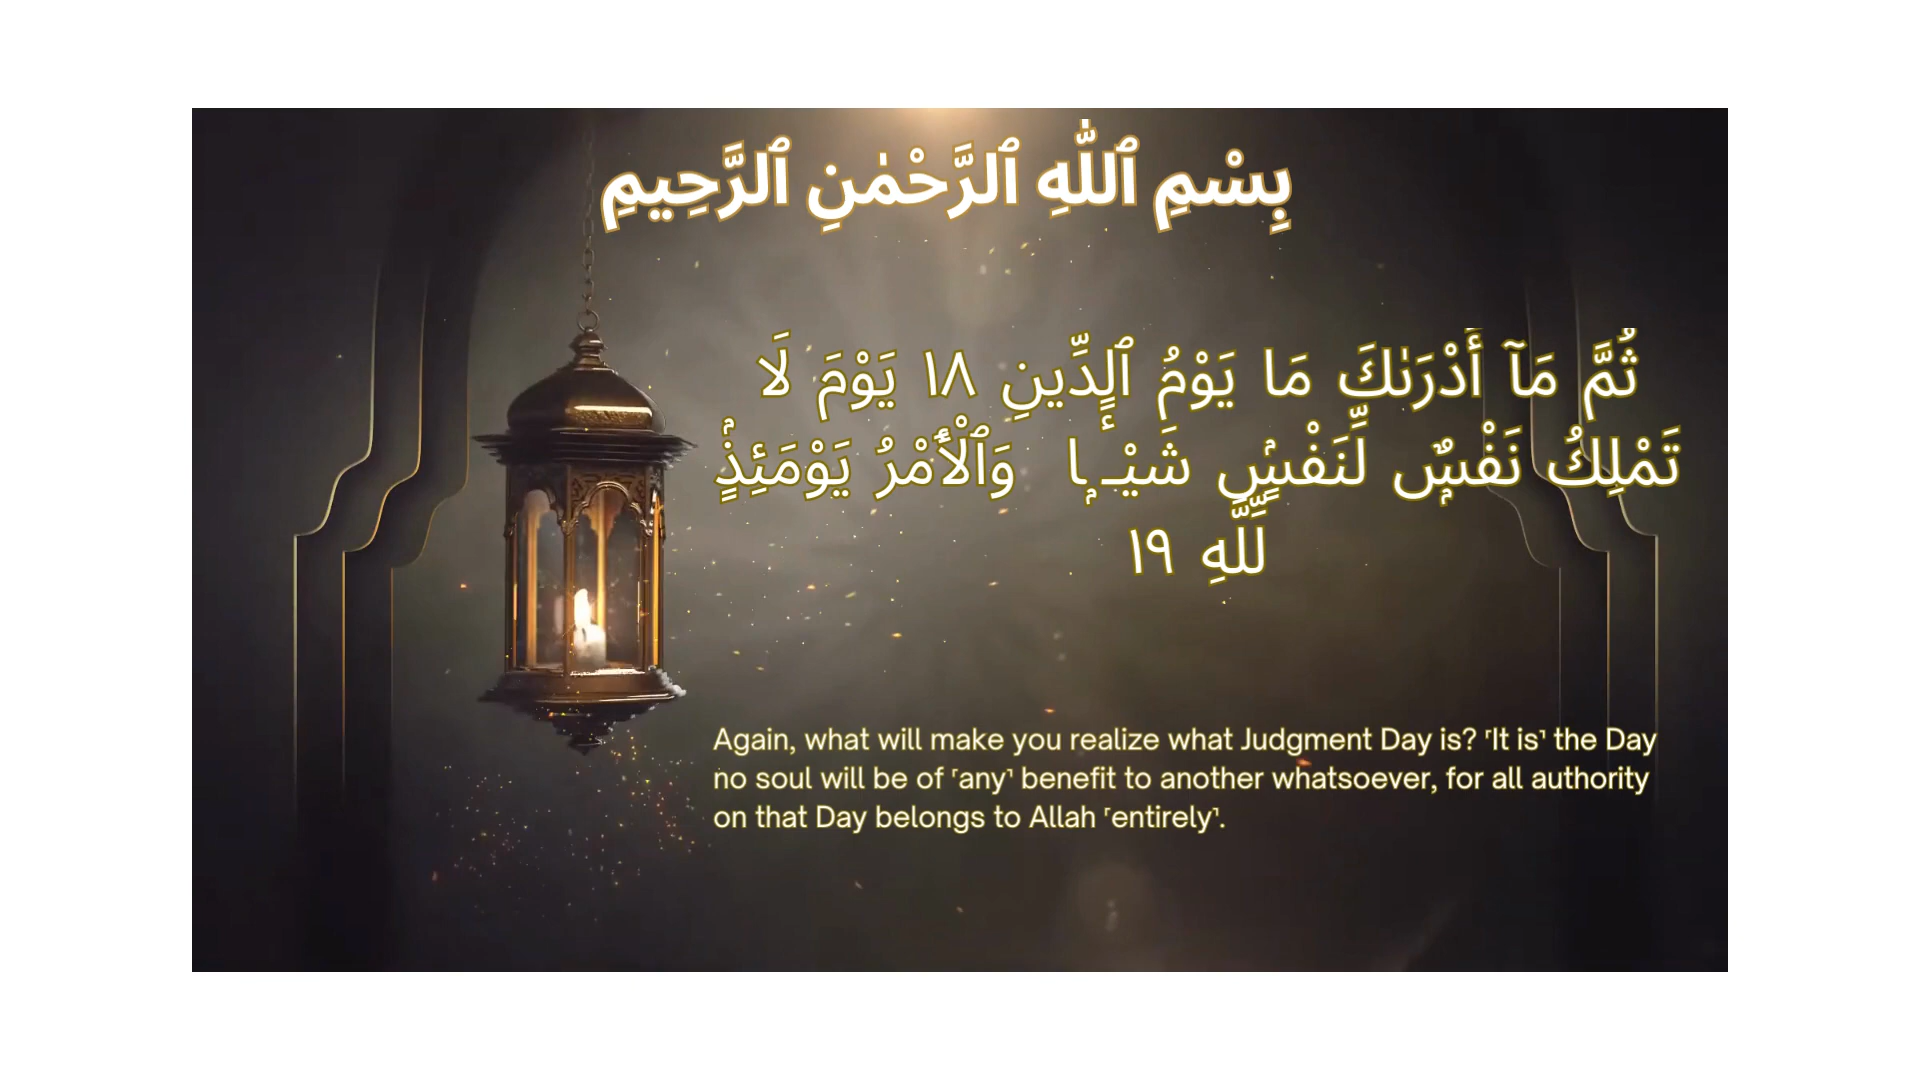 بِسْمِ ٱللَّٰهِ ٱلرَّحْمَٰنِ ٱلرَّحِيمِ
ثُمَّ مَآ أَدْرَىٰكَ مَا يَوْمُ ٱلدِّينِ ١٨ يَوْمَ لَا
تَمْلِكُ نَفْسٌۭ لِّنَفْسٍۢ شَيْـًۭٔا ۖ وَٱلْأَمْرُ يَوْمَئِذٍۢ
لِّلَّهِ ١٩
Again, what will make you realize what Judgment Day is? ˹It is˺ the Day
no soul will be of ˹any˺ benefit to another whatsoever, for all authority
on that Day belongs to Allah ˹entirely˺.